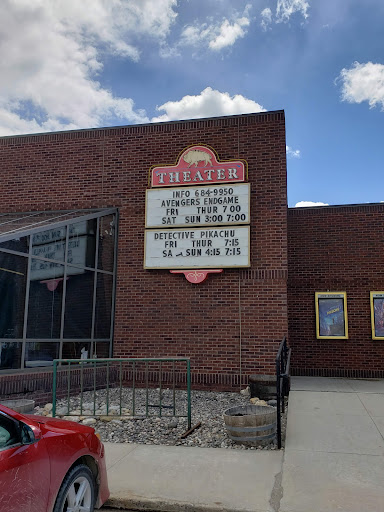 THEATER
INFO 684-9950
AVENGERS ENDGAME
FRI THUR 7:00
SAT SUN 3:00 7:00
DETECTIVE PIKACHU
FRI THUR 7:15
SA SUN 4:15 7:15